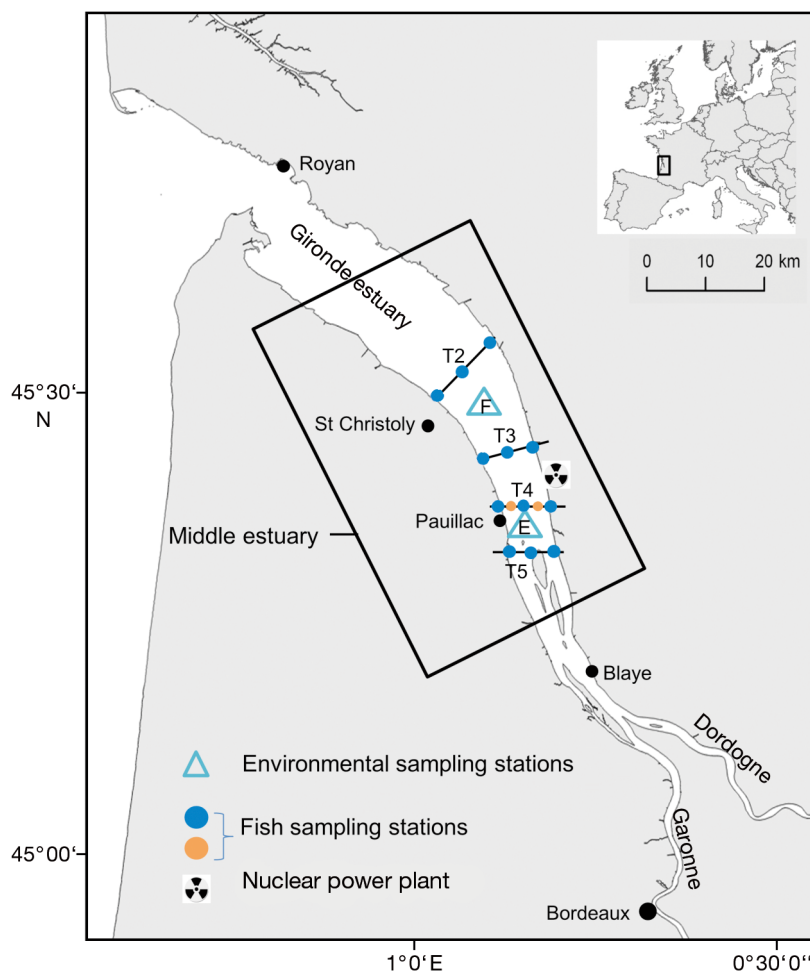 Royan
Gironde estuary
0 10 20 km
T2
45°30‘
N
F
St Christoly
T3
T4
Pauillac
E
Middle estuary
T5
Blaye
Dordogne
Environmental sampling stations
Fish sampling stations
Garonne
45°00‘
Nuclear power plant
Bordeaux
1°0‘E
0°30‘0‘‘